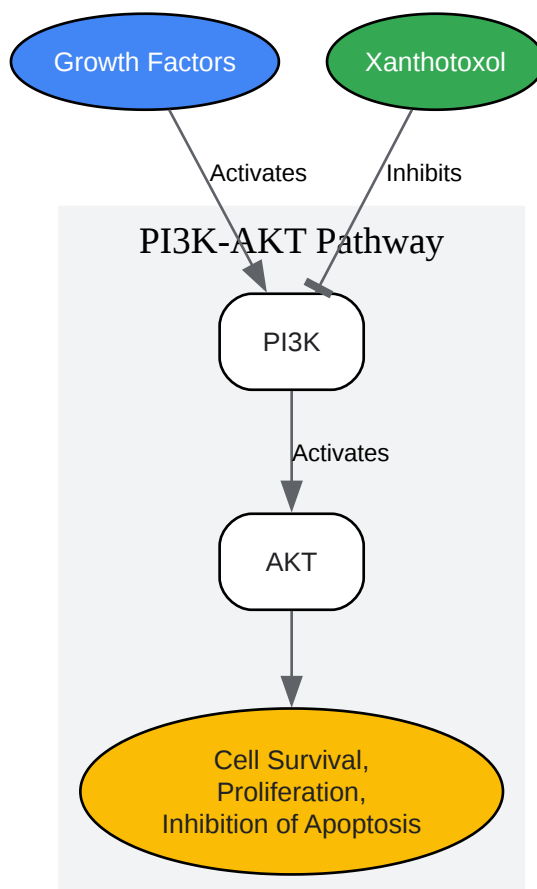 Growth Factors
Xanthotoxol
Activates
Inhibits
PI3K-AKT Pathway
PI3K
Activates
AKT
Cell Survival,
Proliferation,
Inhibition of Apoptosis